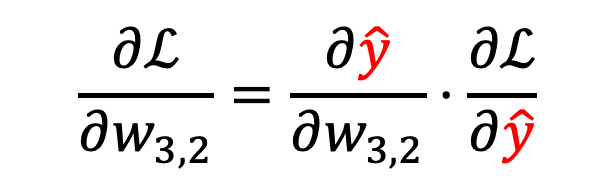 ∂ℒ/∂w₃,₂ = ∂ŷ/∂w₃,₂ · ∂ℒ/∂ŷ